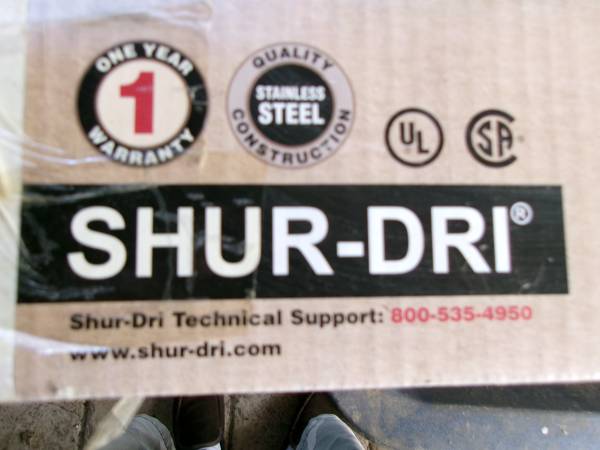 ONE YEAR
1
WARRANTY
QUALITY
STAINLESS
STEEL
CONSTRUCTION
UL
SA
SHUR-DRI®
Shur-Dri Technical Support: 800-535-4950
www.shur-dri.com